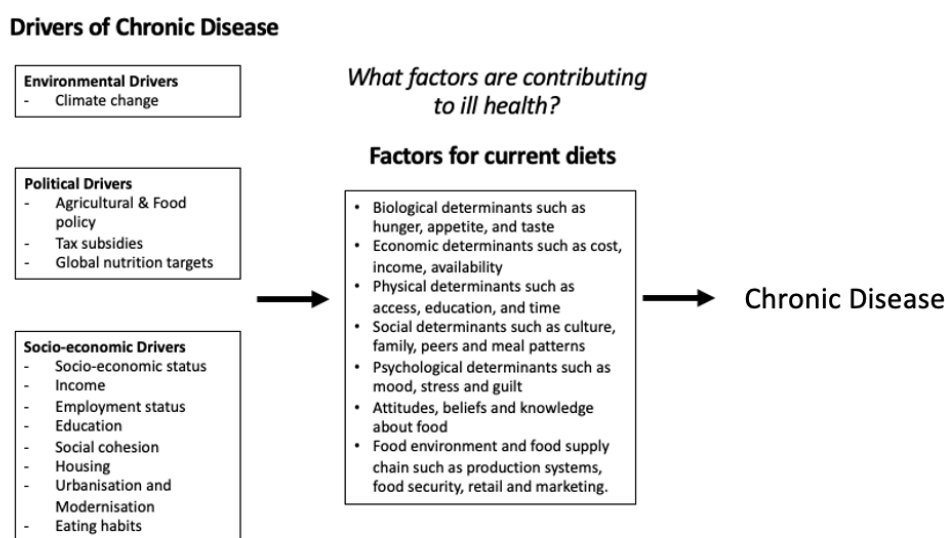 Drivers of Chronic Disease
Environmental Drivers
- Climate change
Political Drivers
- Agricultural & Food
policy
- Tax subsidies
- Global nutrition targets
Socio-economic Drivers
- Socio-economic status
- Income
- Employment status
- Education
- Social cohesion
- Housing
- Urbanisation and
Modernisation
- Eating habits
What factors are contributing
to ill health?
Factors for current diets
• Biological determinants such as
hunger, appetite, and taste
• Economic determinants such as cost,
income, availability
• Physical determinants such as
access, education, and time
• Social determinants such as culture,
family, peers and meal patterns
• Psychological determinants such as
mood, stress and guilt
• Attitudes, beliefs and knowledge
about food
• Food environment and food supply
chain such as production systems,
food security, retail and marketing.
Chronic Disease